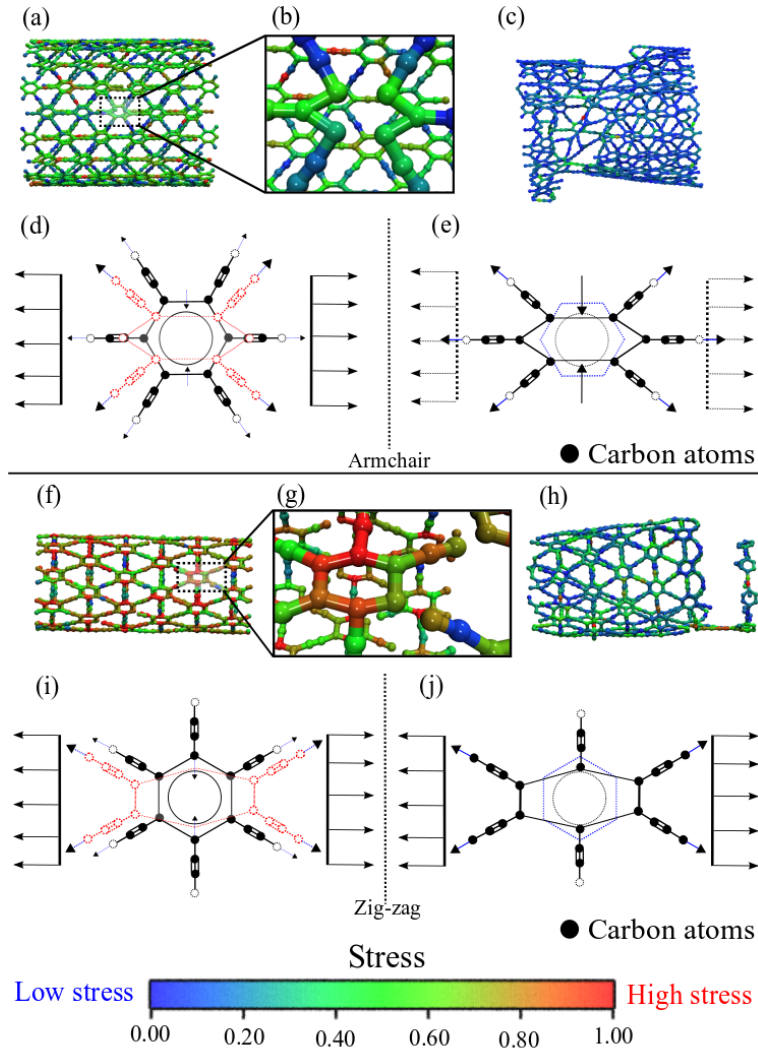 (a)
(b)
(c)
(d)
(e)
Armchair
Carbon atoms
(f)
(g)
(h)
(i)
(j)
Zig-zag
Carbon atoms
Stress
Low stress
High stress
0.00 0.20 0.40 0.60 0.80 1.00